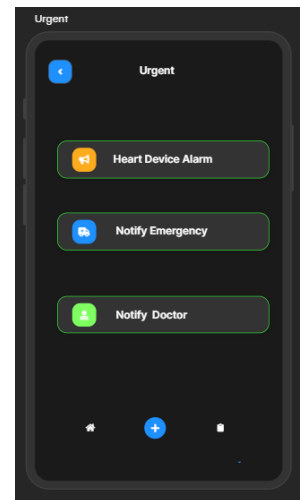 Urgent
Urgent
Heart Device Alarm
Notify Emergency
Notify Doctor